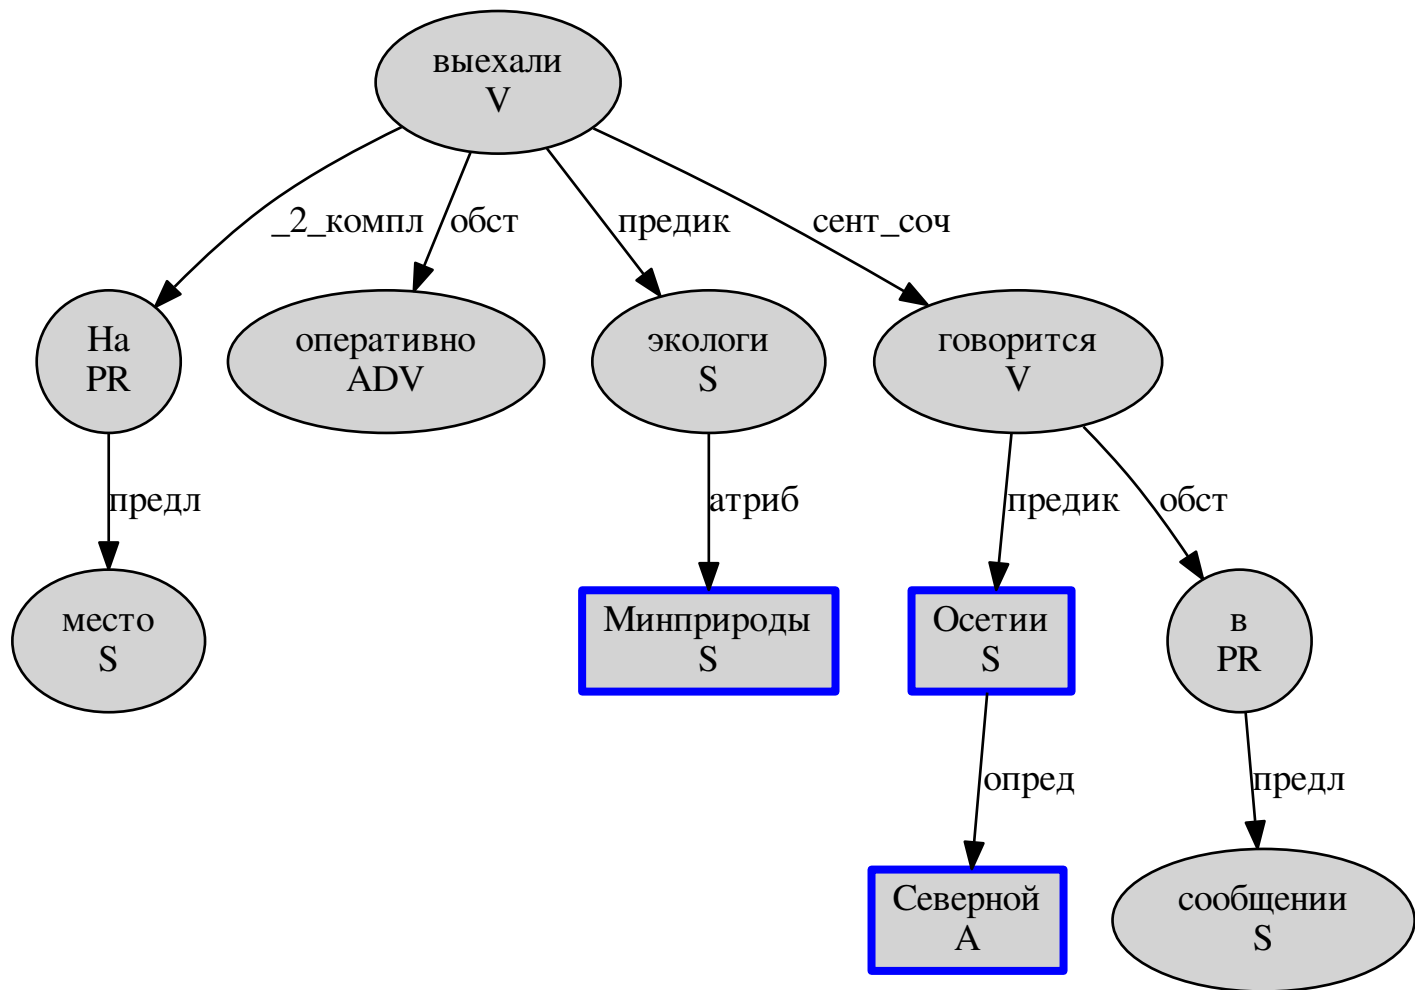 выехали
V
_2_компл
обст
предик
сент_соч
На
PR
оперативно
ADV
экологи
S
говорится
V
предл
атриб
предик
обст
место
S
Минприроды
S
Осетии
S
в
PR
опред
предл
Северной
A
сообщении
S